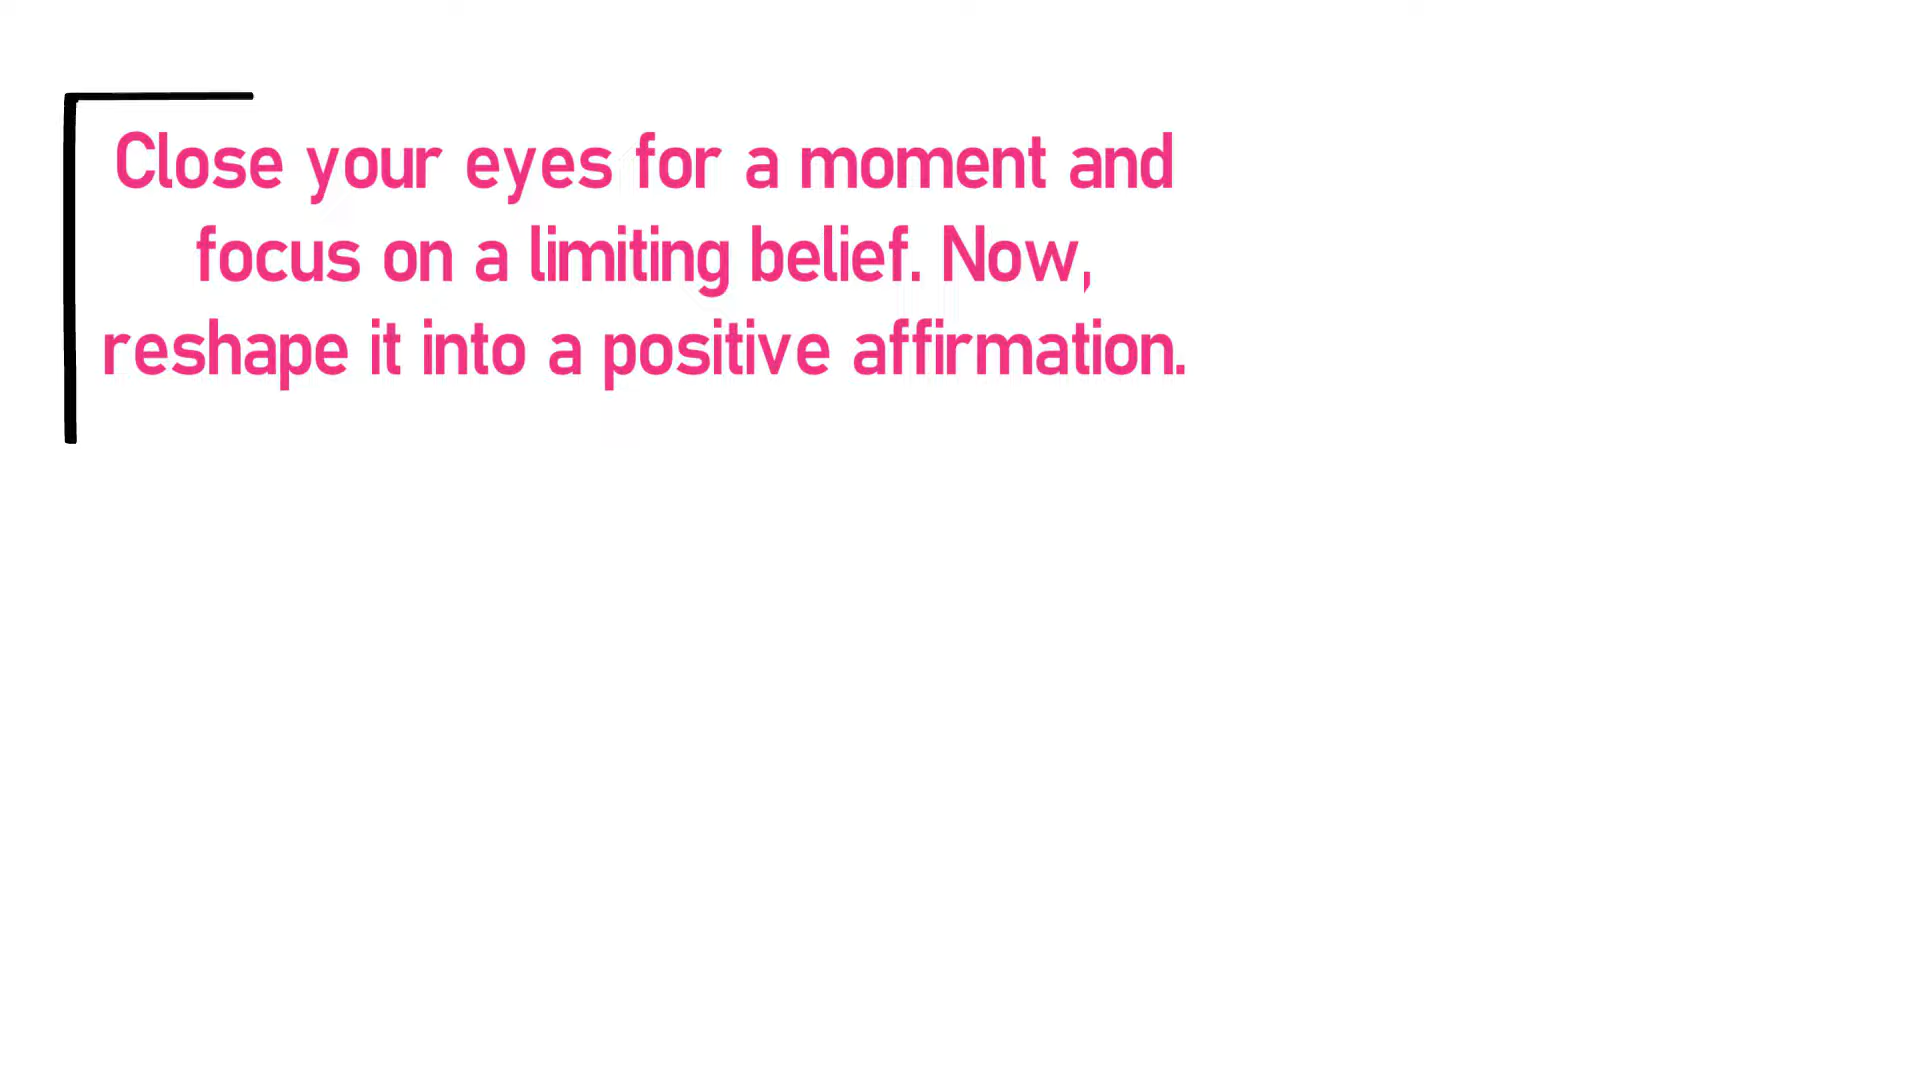 Close your eyes for a moment and
focus on a limiting belief. Now,
reshape it into a positive affirmation.